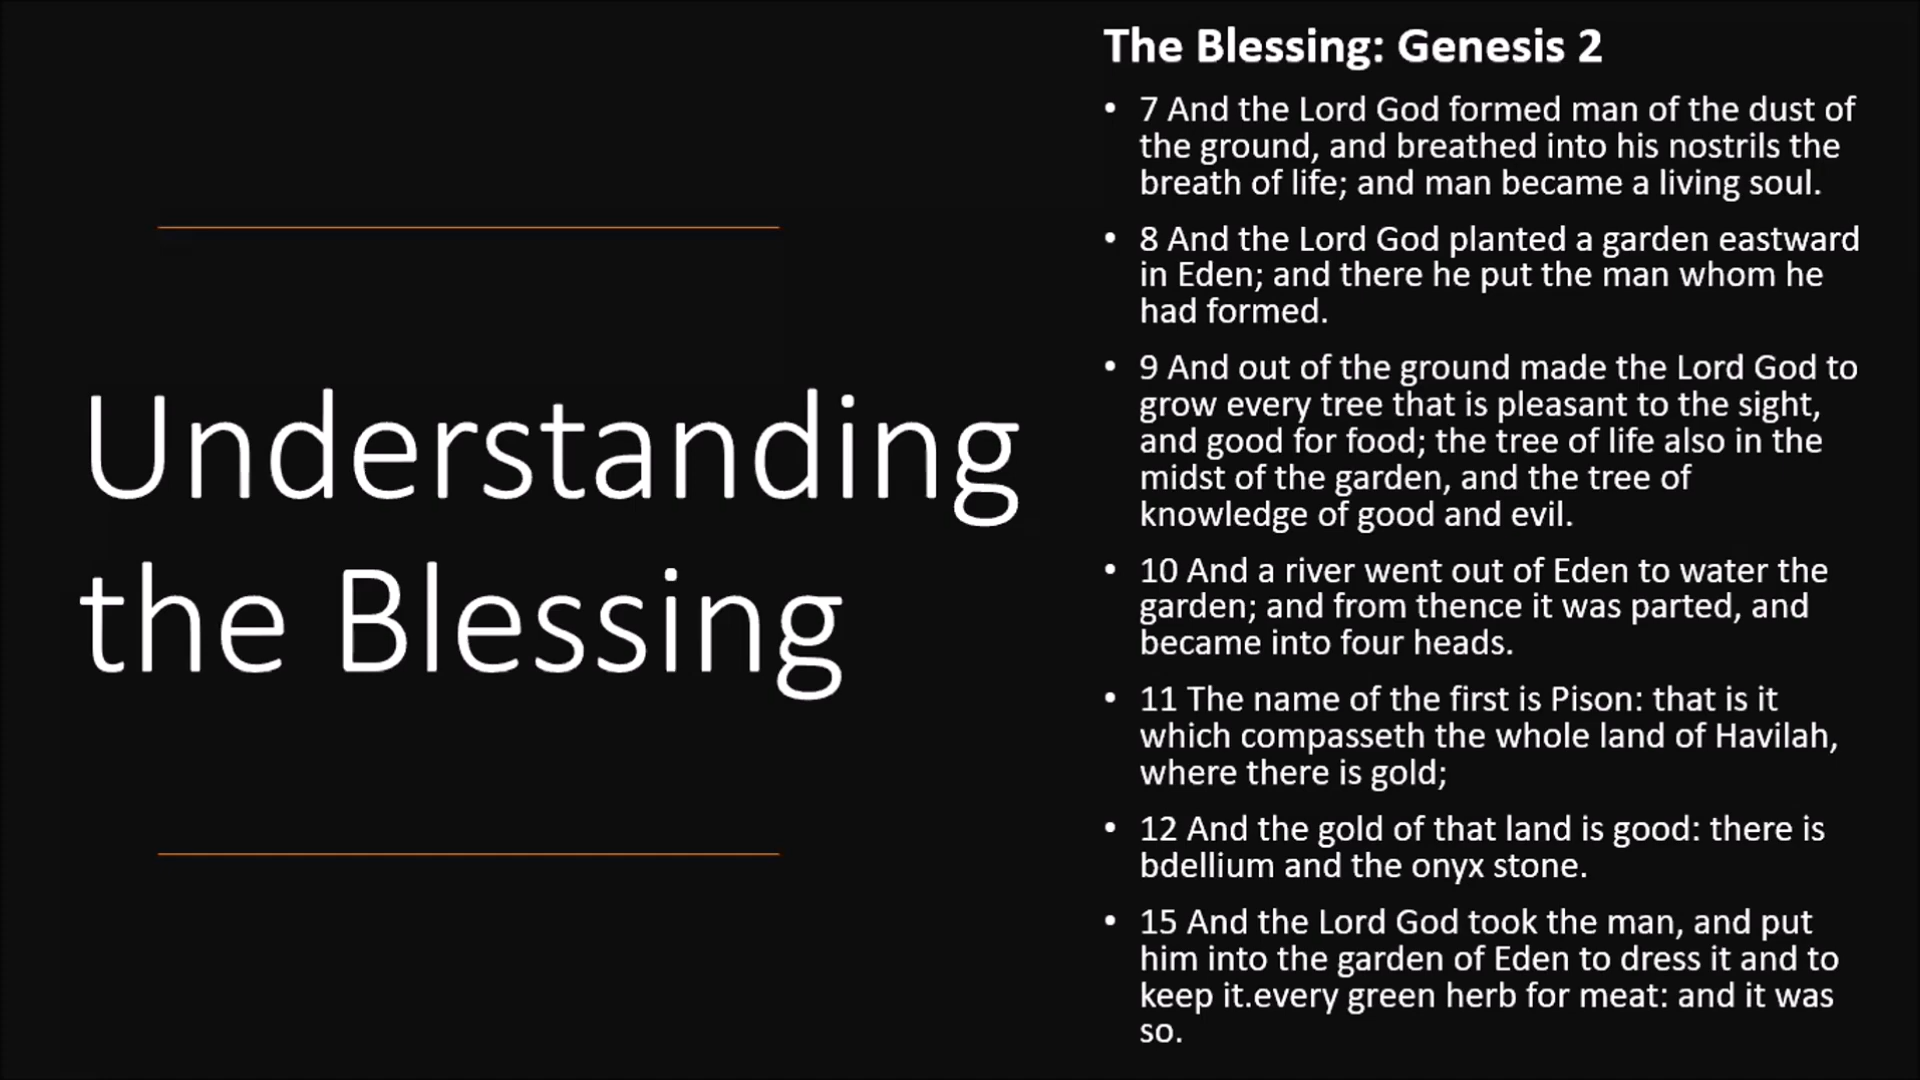 Understanding
the Blessing
The Blessing: Genesis 2
• 7 And the Lord God formed man of the dust of
the ground, and breathed into his nostrils the
breath of life; and man became a living soul.
• 8 And the Lord God planted a garden eastward
in Eden; and there he put the man whom he
had formed.
• 9 And out of the ground made the Lord God to
grow every tree that is pleasant to the sight,
and good for food; the tree of life also in the
midst of the garden, and the tree of
knowledge of good and evil.
• 10 And a river went out of Eden to water the
garden; and from thence it was parted, and
became into four heads.
• 11 The name of the first is Pison: that is it
which compasseth the whole land of Havilah,
where there is gold;
• 12 And the gold of that land is good: there is
bdellium and the onyx stone.
• 15 And the Lord God took the man, and put
him into the garden of Eden to dress it and to
keep it.every green herb for meat: and it was
so.